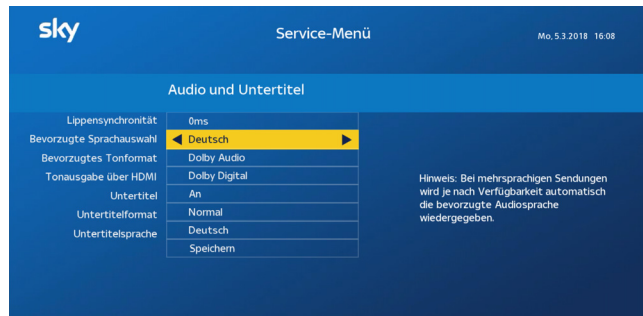 sky
Service-Menü
Mo, 5.3.2018 16:08
Audio und Untertitel
Lippensynchronität 0ms
Bevorzugte Sprachauswahl Deutsch
Bevorzugtes Tonformat Dolby Audio
Tonausgabe über HDMI Dolby Digital
Untertitel An
Untertitelformat Normal
Untertitelsprache Deutsch
Speichern
Hinweis: Bei mehrsprachigen Sendungen
wird je nach Verfügbarkeit automatisch
die bevorzugte Audiosprache
wiedergegeben.